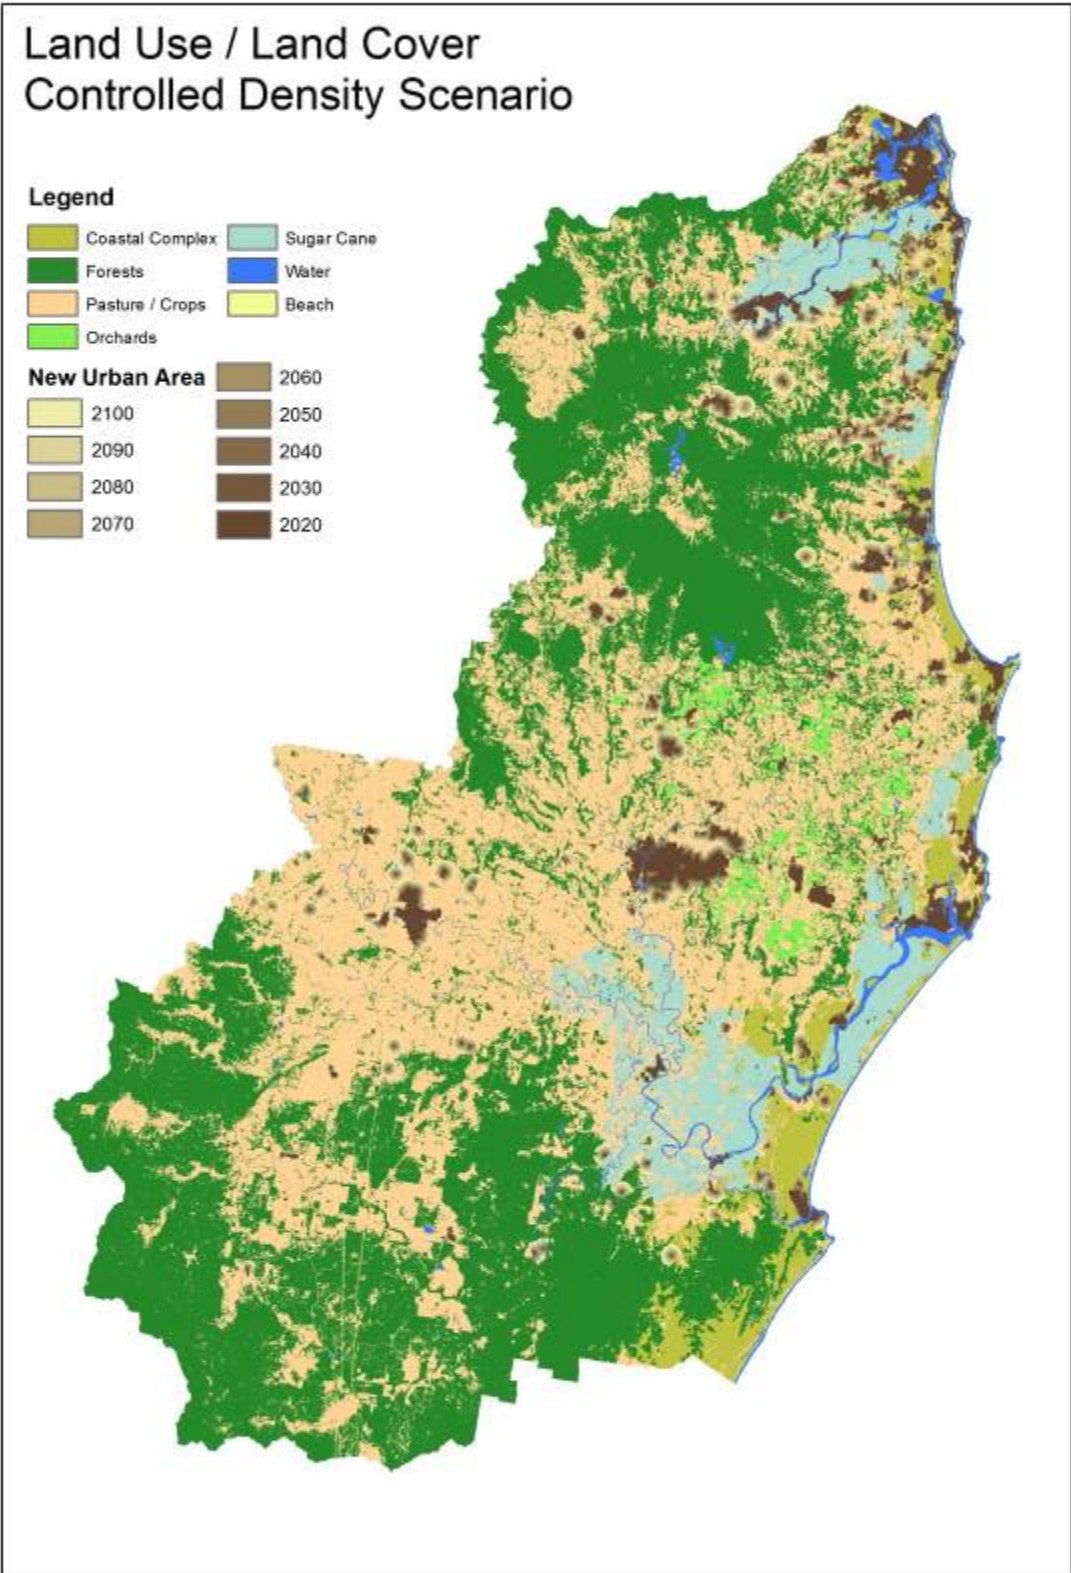 Land Use / Land Cover
Controlled Density Scenario
Legend
Coastal Complex
Sugar Cane
Forests
Water
Pasture / Crops
Beach
Orchards
New Urban Area
2060
2100
2050
2090
2040
2080
2030
2070
2020